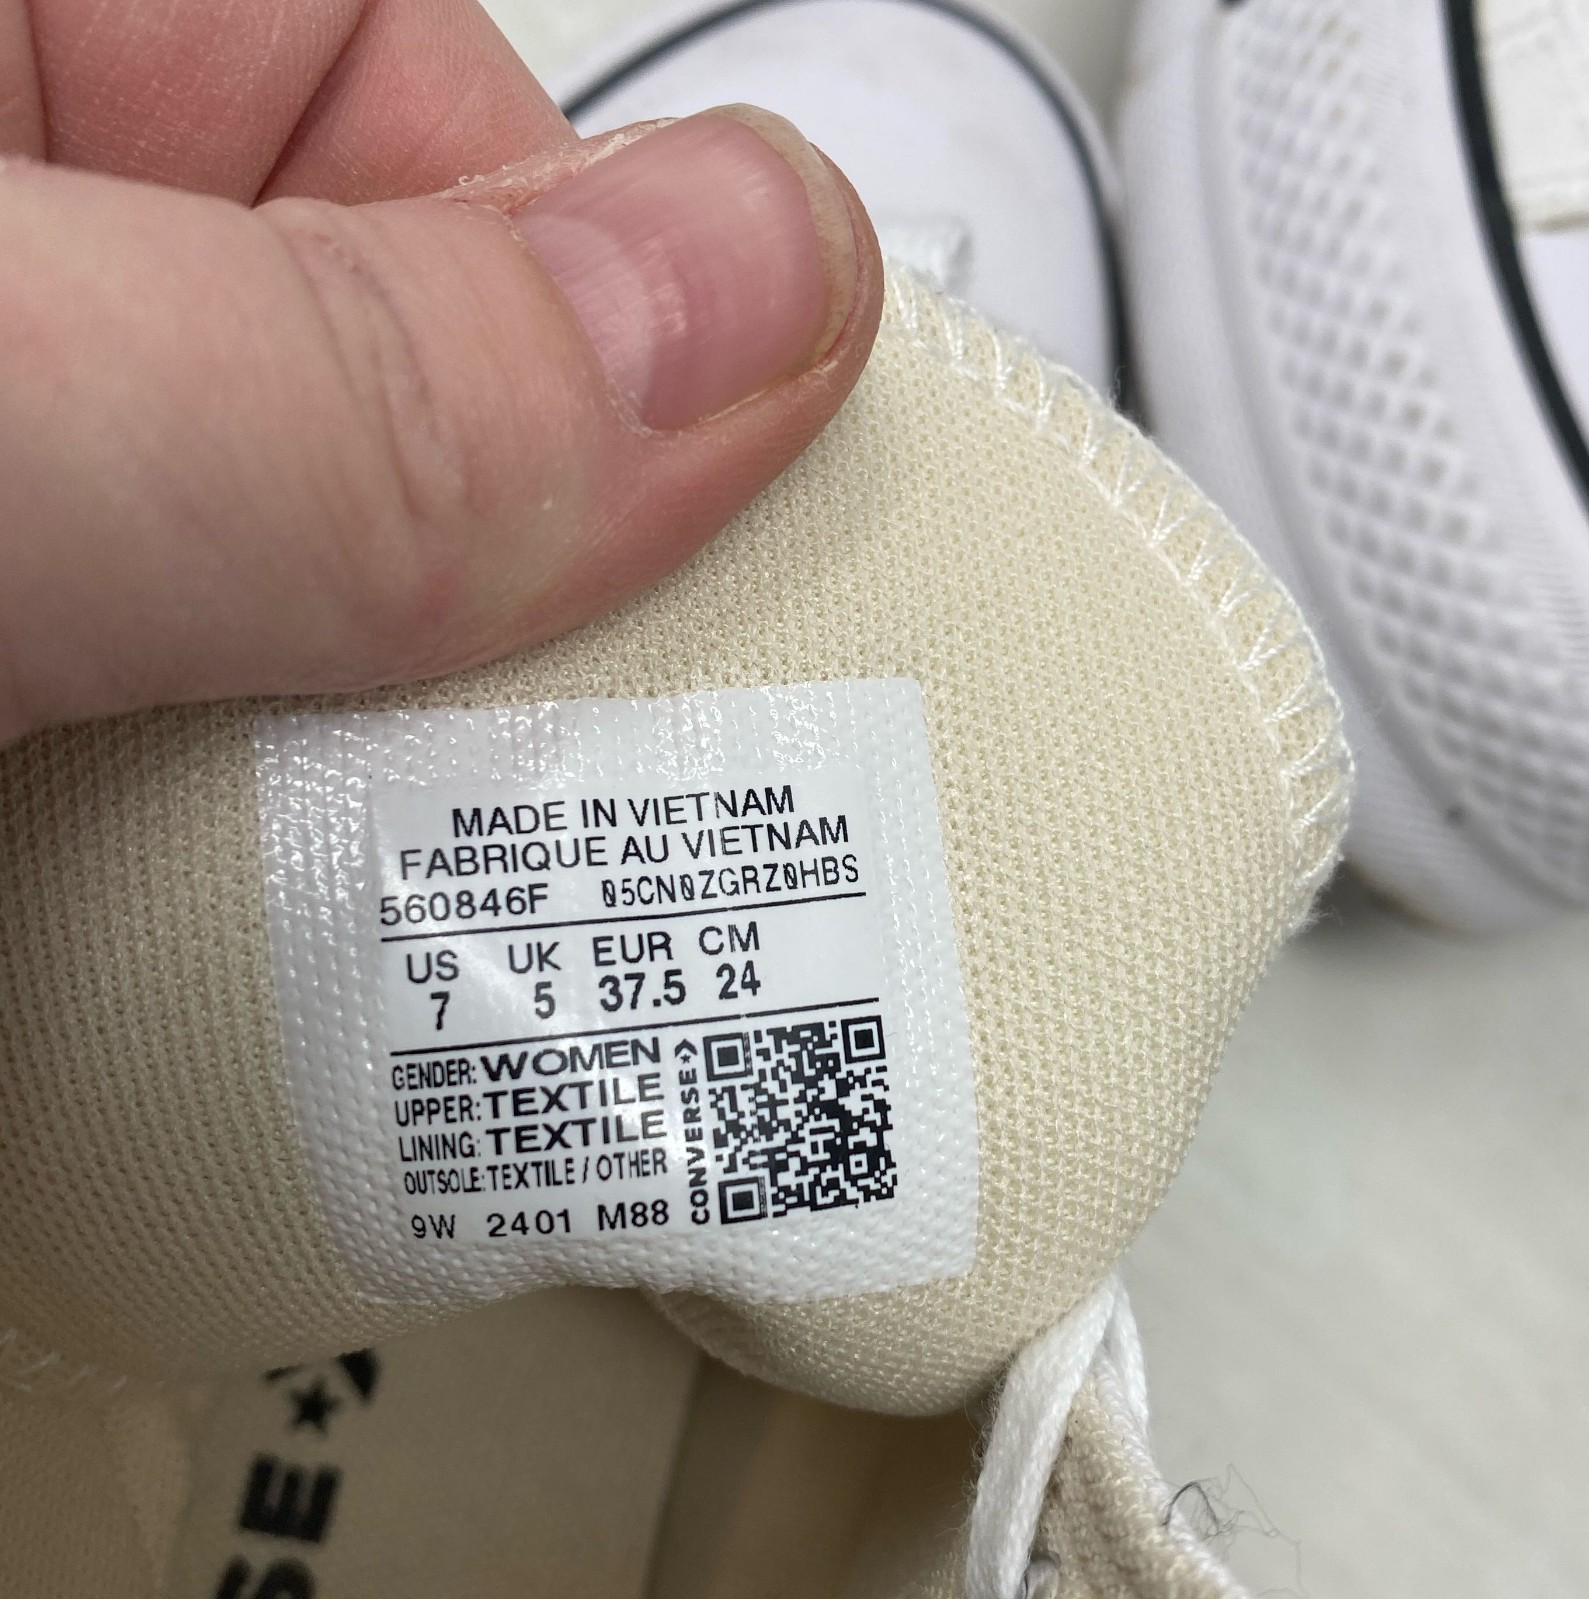 MADE IN VIETNAM
FABRIQUE AU VIETNAM
560846F 05CN0ZGRZ0HBS
US UK EUR CM
7 5 37.5 24
GENDER: WOMEN
UPPER: TEXTILE
LINING: TEXTILE
OUTSOLE: TEXTILE / OTHER
9W 2401 M88
CONVERSE
SE